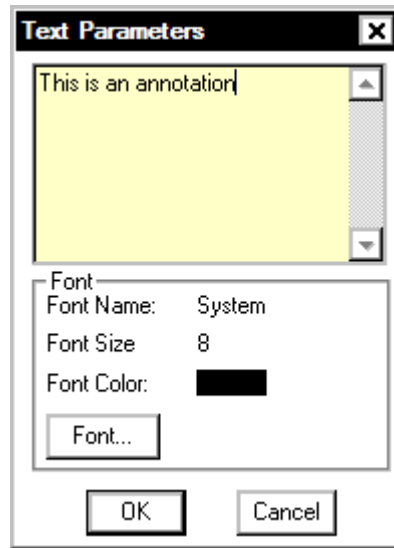 Text Parameters
This is an annotation
Font
Font Name: System
Font Size 8
Font Color:
Font...
OK Cancel